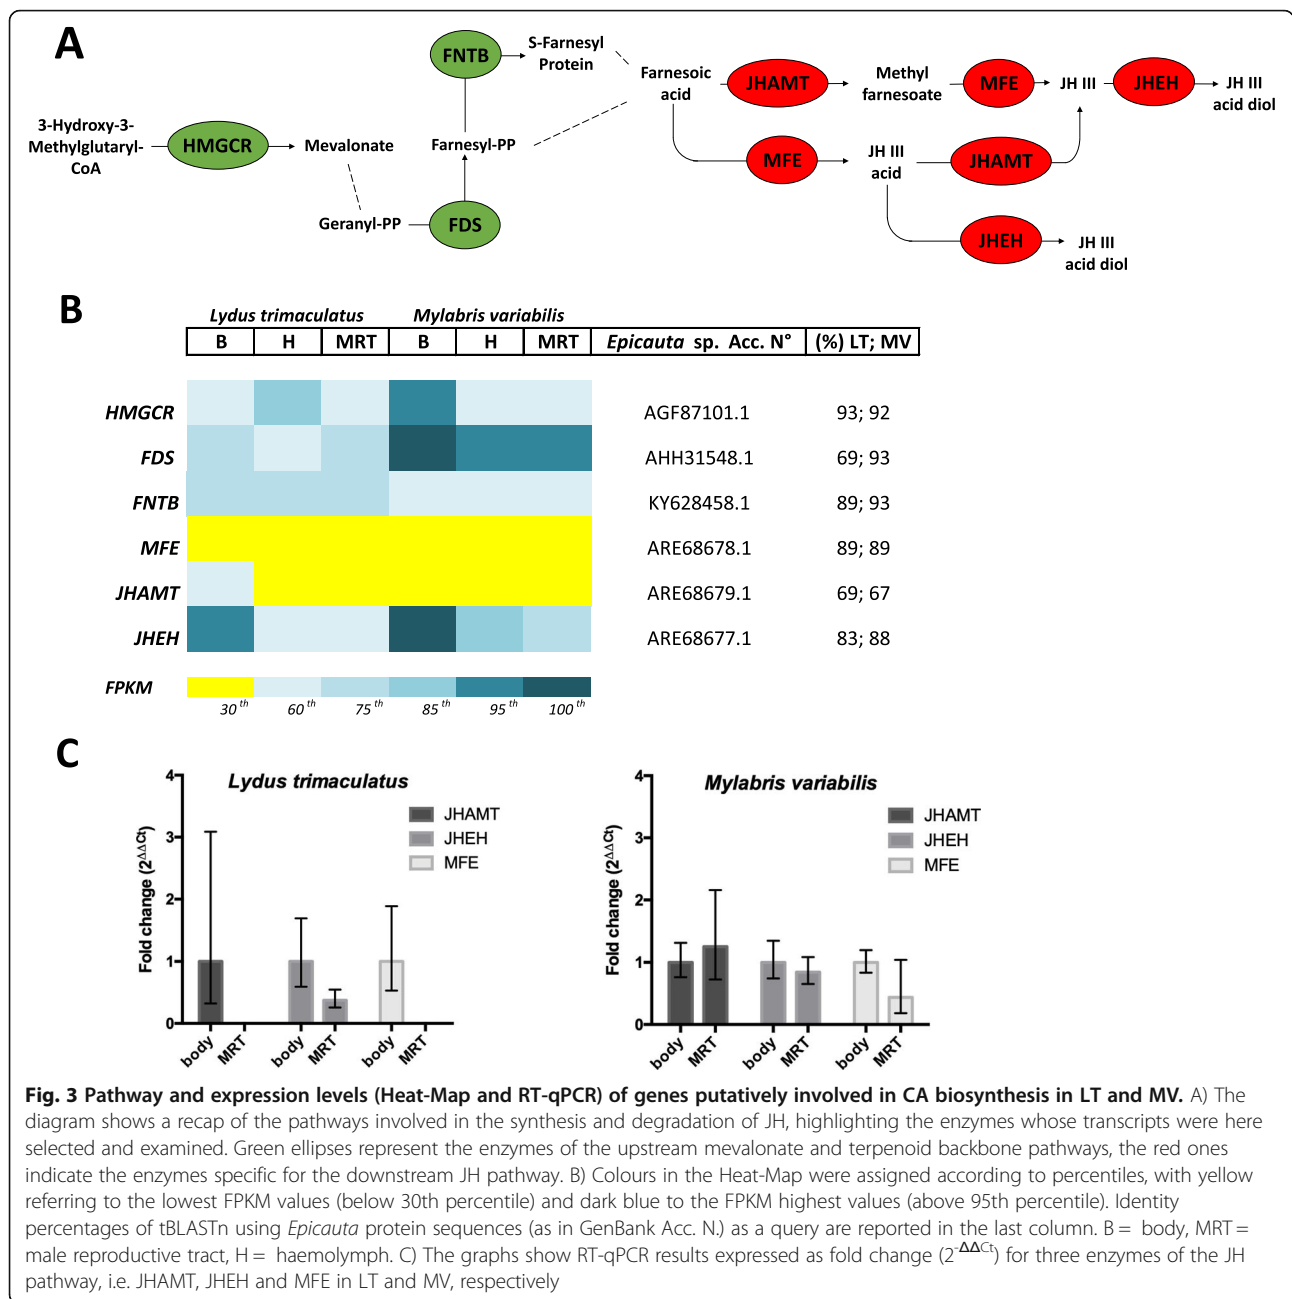 A
FNTB
S-Farnesyl
Protein
Farnesoic
acid
JHAMT
Methyl
farnesoate
MFE
JH III
JHEH
JH III
acid diol
3-Hydroxy-3-
Methylglutaryl-
CoA
HMGCR
Mevalonate
Farnesyl-PP
MFE
JH III
acid
JHAMT
Geranyl-PP
FDS
JHEH
JH III
acid diol
B
Lydus trimaculatus Mylabris variabilis
B H MRT B H MRT Epicauta sp. Acc. N° (%) LT; MV
HMGCR AGF87101.1 93; 92
FDS AHH31548.1 69; 93
FNTB KY628458.1 89; 93
MFE ARE68678.1 89; 89
JHAMT ARE68679.1 69; 67
JHEH ARE68677.1 83; 88
FPKM
30th 60th 75th 85th 95th 100th
C
Lydus trimaculatus
Fold change (2^ΔΔCt)
4
3
2
1
0
JHAMT
JHEH
MFE
body MRT body MRT body MRT
Mylabris variabilis
Fold change (2^ΔΔCt)
4
3
2
1
0
JHAMT
JHEH
MFE
body MRT body MRT body MRT
Fig. 3 Pathway and expression levels (Heat-Map and RT-qPCR) of genes putatively involved in CA biosynthesis in LT and MV. A) The
diagram shows a recap of the pathways involved in the synthesis and degradation of JH, highlighting the enzymes whose transcripts were here
selected and examined. Green ellipses represent the enzymes of the upstream mevalonate and terpenoid backbone pathways, the red ones
indicate the enzymes specific for the downstream JH pathway. B) Colours in the Heat-Map were assigned according to percentiles, with yellow
referring to the lowest FPKM values (below 30th percentile) and dark blue to the FPKM highest values (above 95th percentile). Identity
percentages of tBLASTn using Epicauta protein sequences (as in GenBank Acc. N.) as a query are reported in the last column. B = body, MRT =
male reproductive tract, H = haemolymph. C) The graphs show RT-qPCR results expressed as fold change (2^-ΔΔCt) for three enzymes of the JH
pathway, i.e. JHAMT, JHEH and MFE in LT and MV, respectively